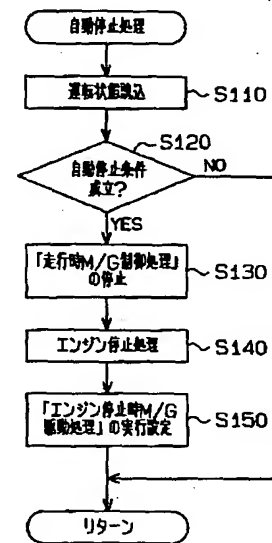 自動停止処理
運転状態読込
S110
S120
自動停止条件
成立?
NO
YES
「走行時M/G制御処理」
の停止
S130
エンジン停止処理
S140
「エンジン停止時M/G
駆動処理」の実行設定
S150
リターン